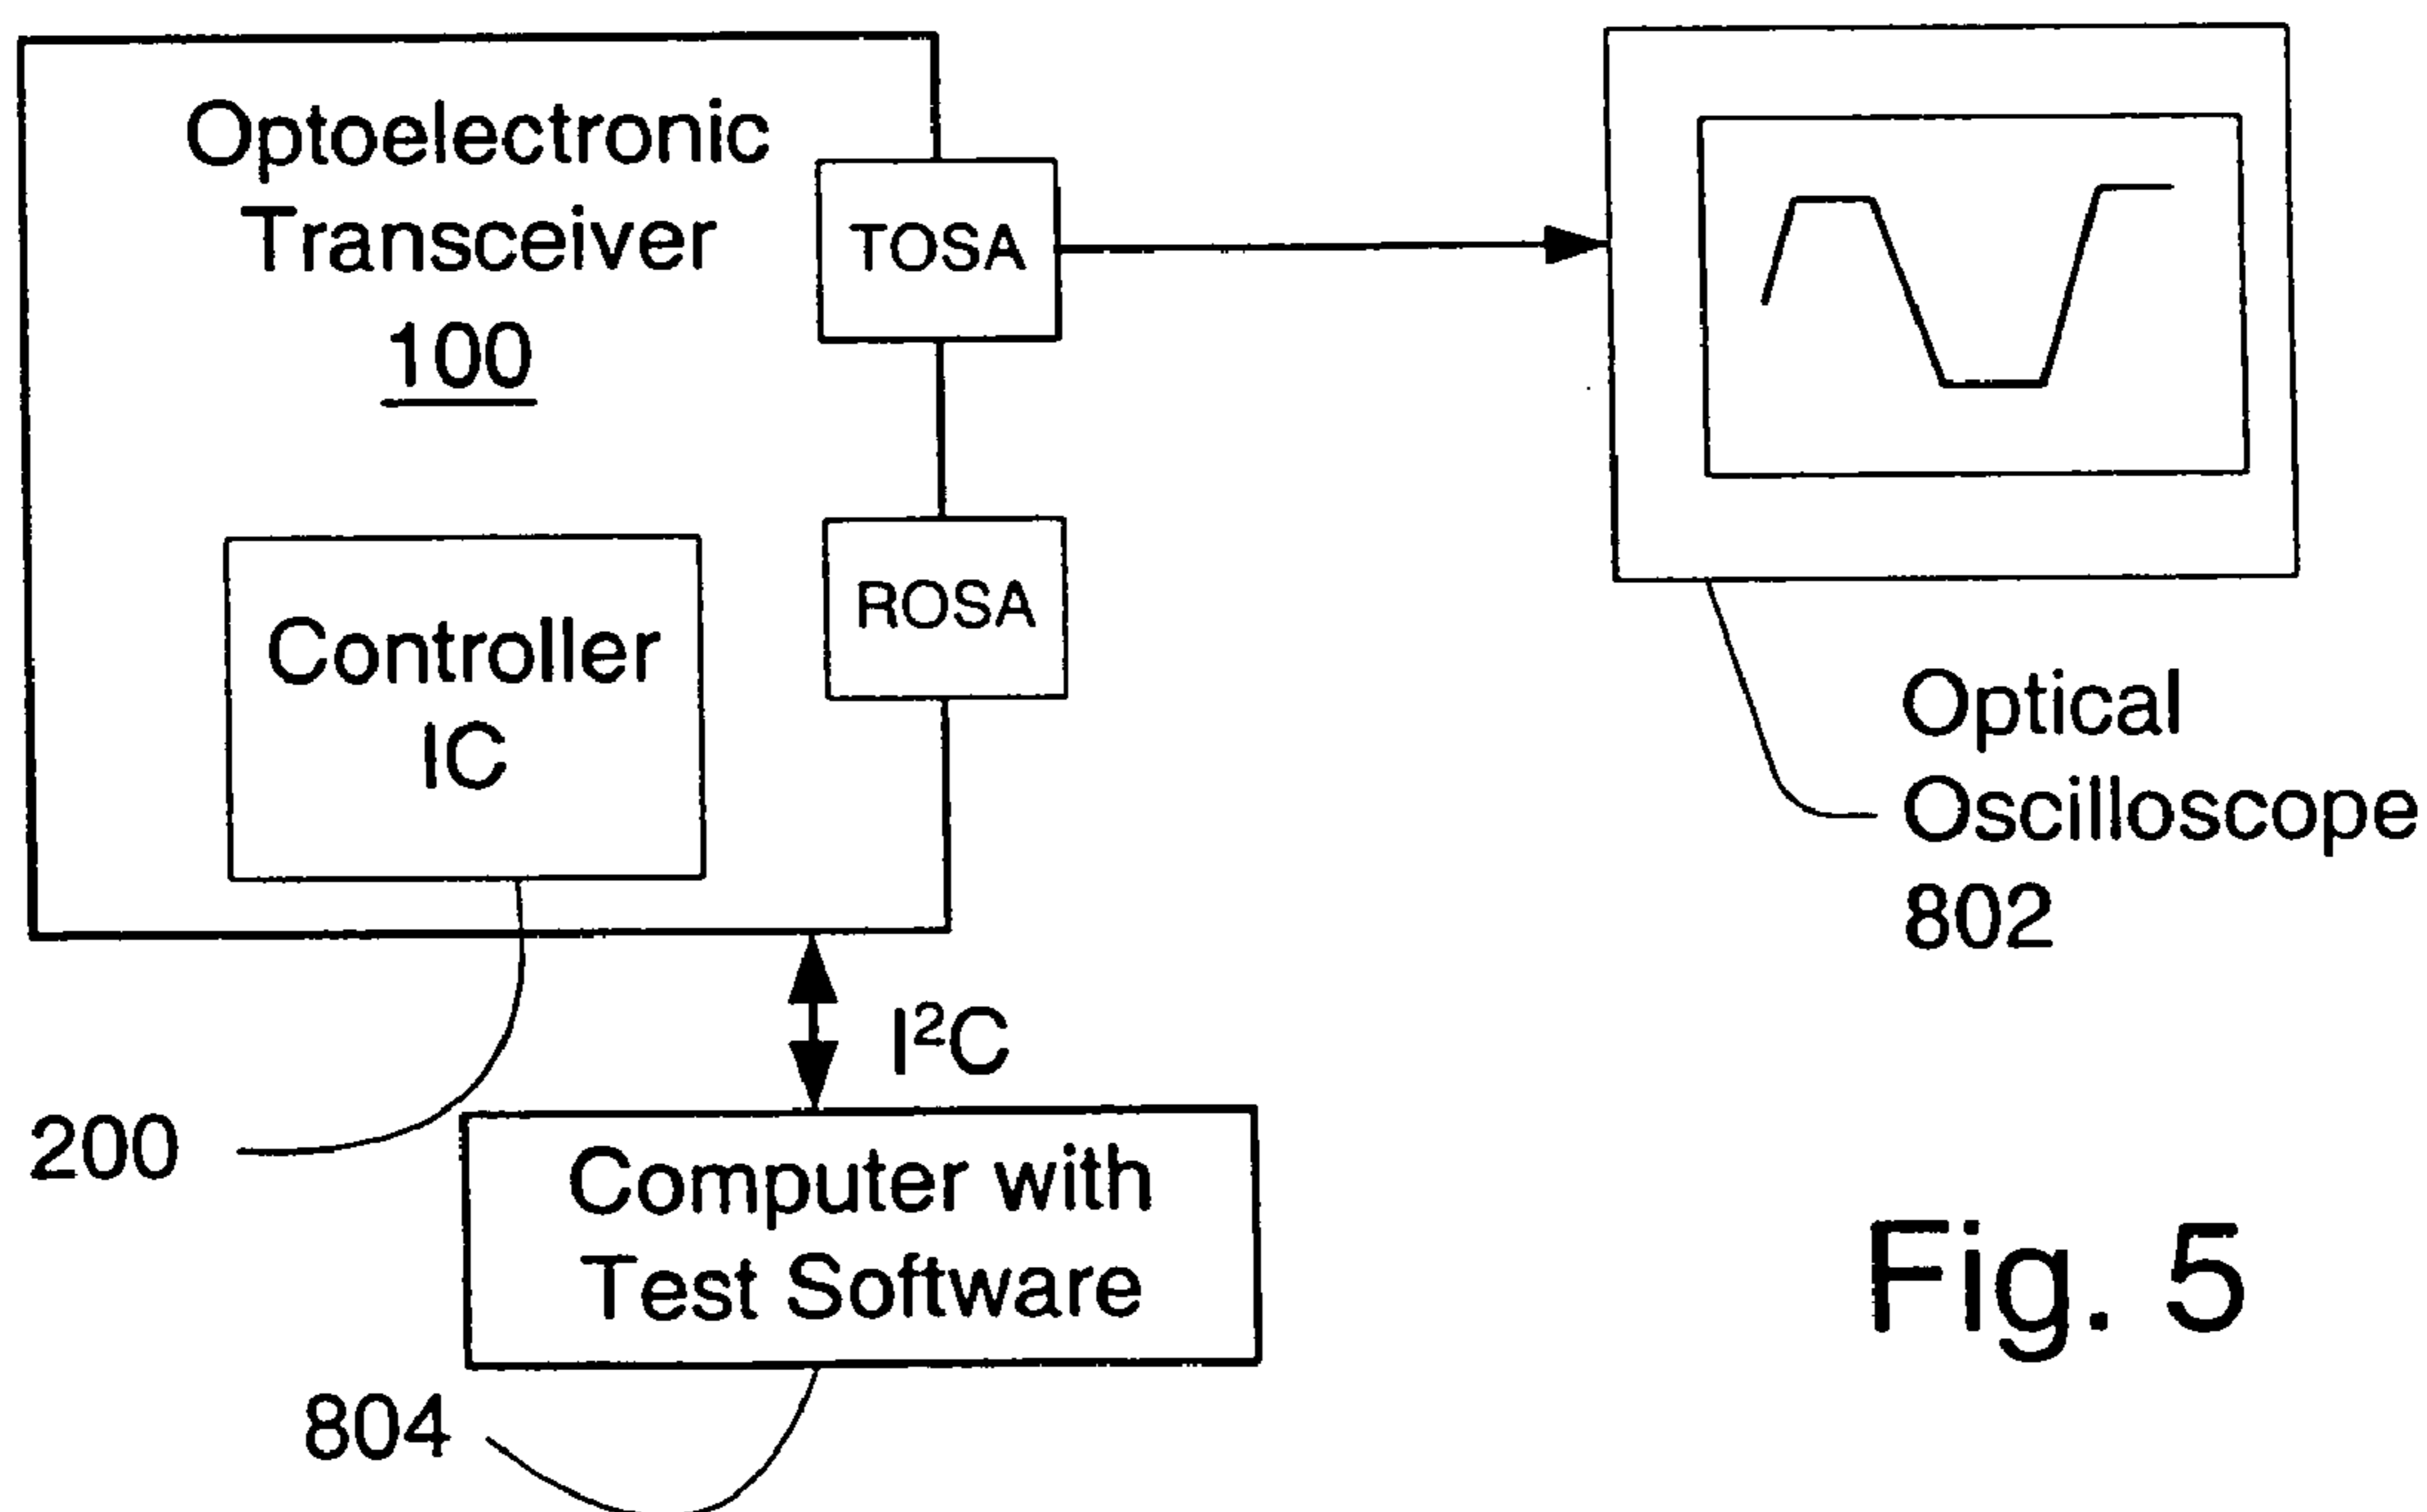 Optoelectronic
Transceiver
100
TOSA
ROSA
Controller
IC
Optical
Oscilloscope
802
I²C
200
Computer with
Test Software
804
Fig. 5